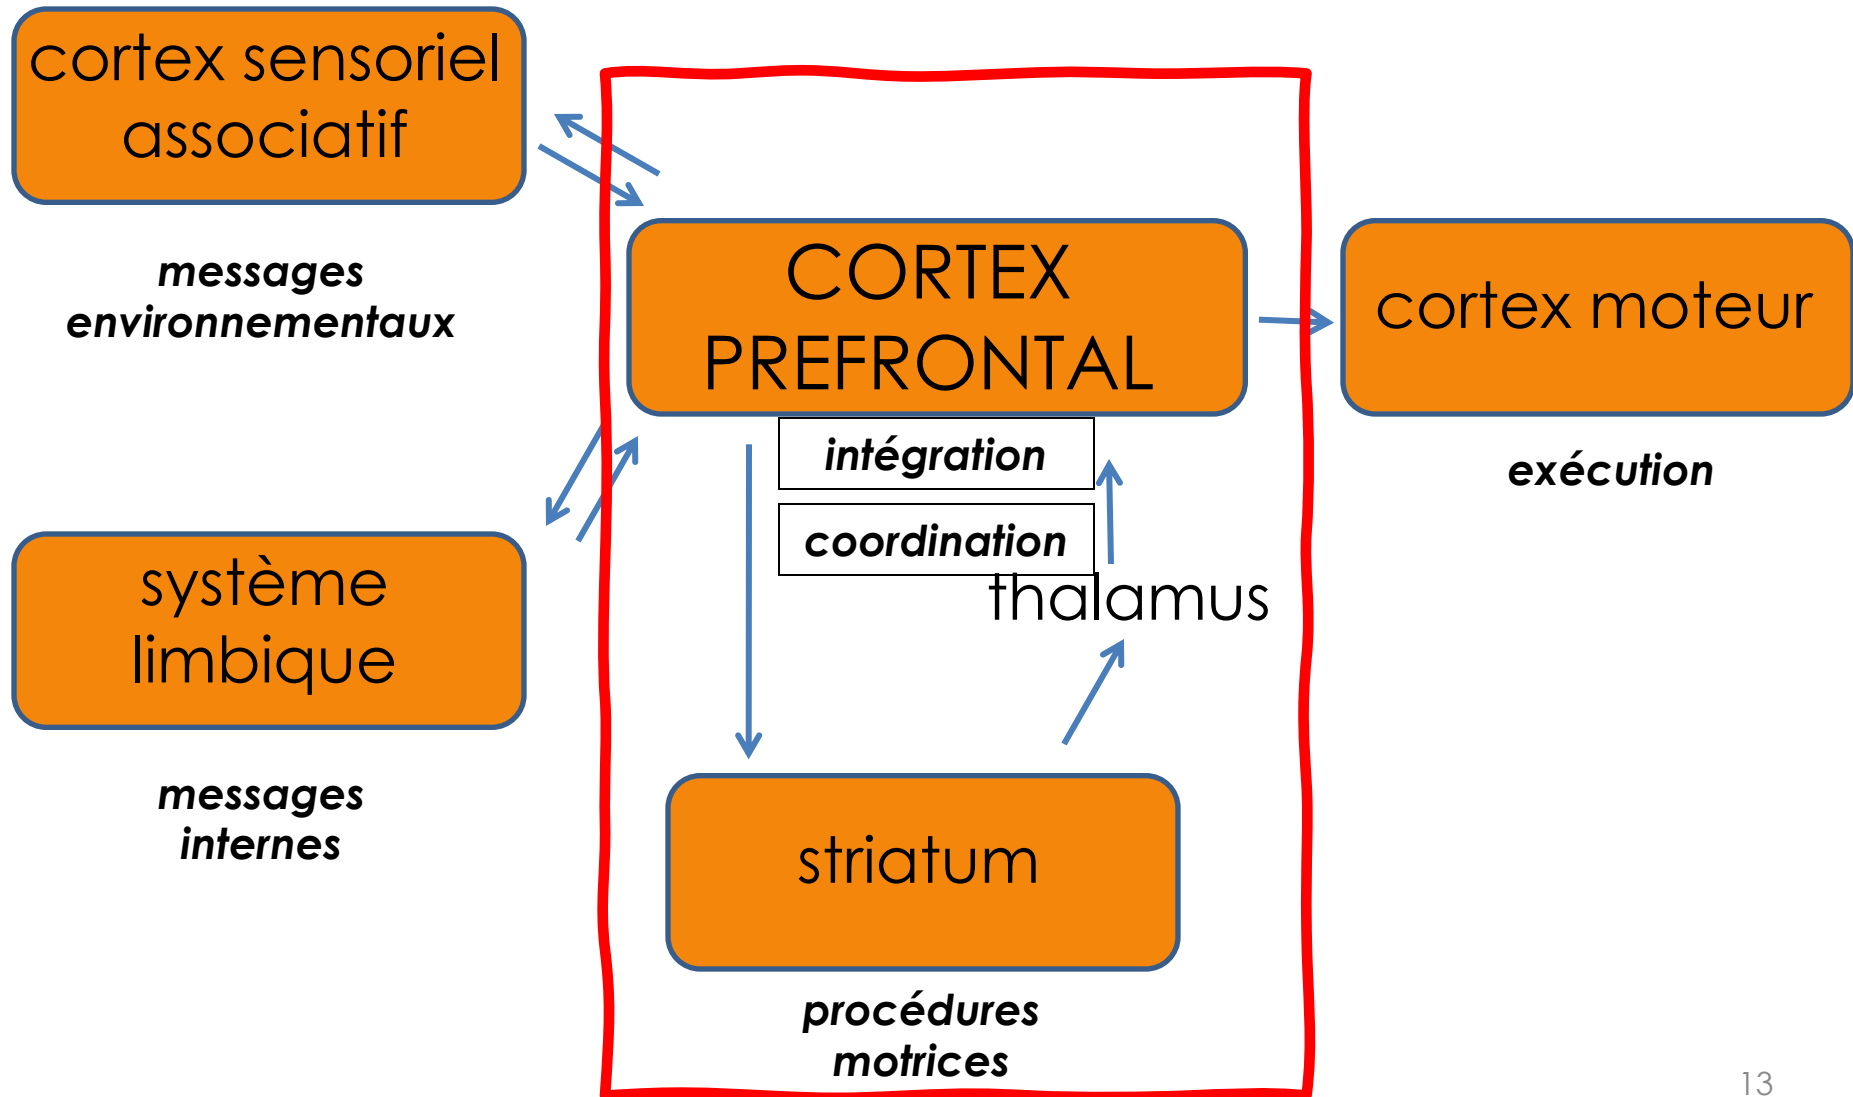 cortex sensoriel
associatif
messages
environnementaux
CORTEX
PREFRONTAL
intégration
coordination
thalamus
cortex moteur
exécution
système
limbique
messages
internes
striatum
procédures
motrices
13